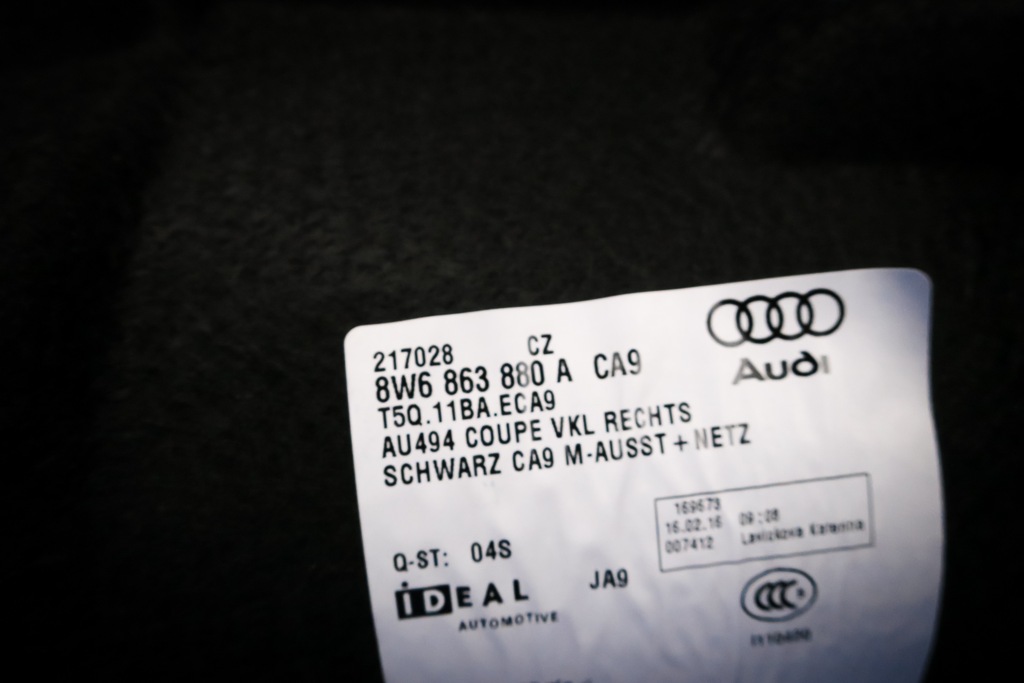 217028 CZ
8W6 863 880 A CA9
T5Q.11BA.ECA9
AU494 COUPE VKL RECHTS
SCHWARZ CA9 M-AUSST + NETZ
Audi
169673
16.02.16 09:08
007412
Q-ST: 04S
JA9
iDEAL
AUTOMOTIVE
CCC